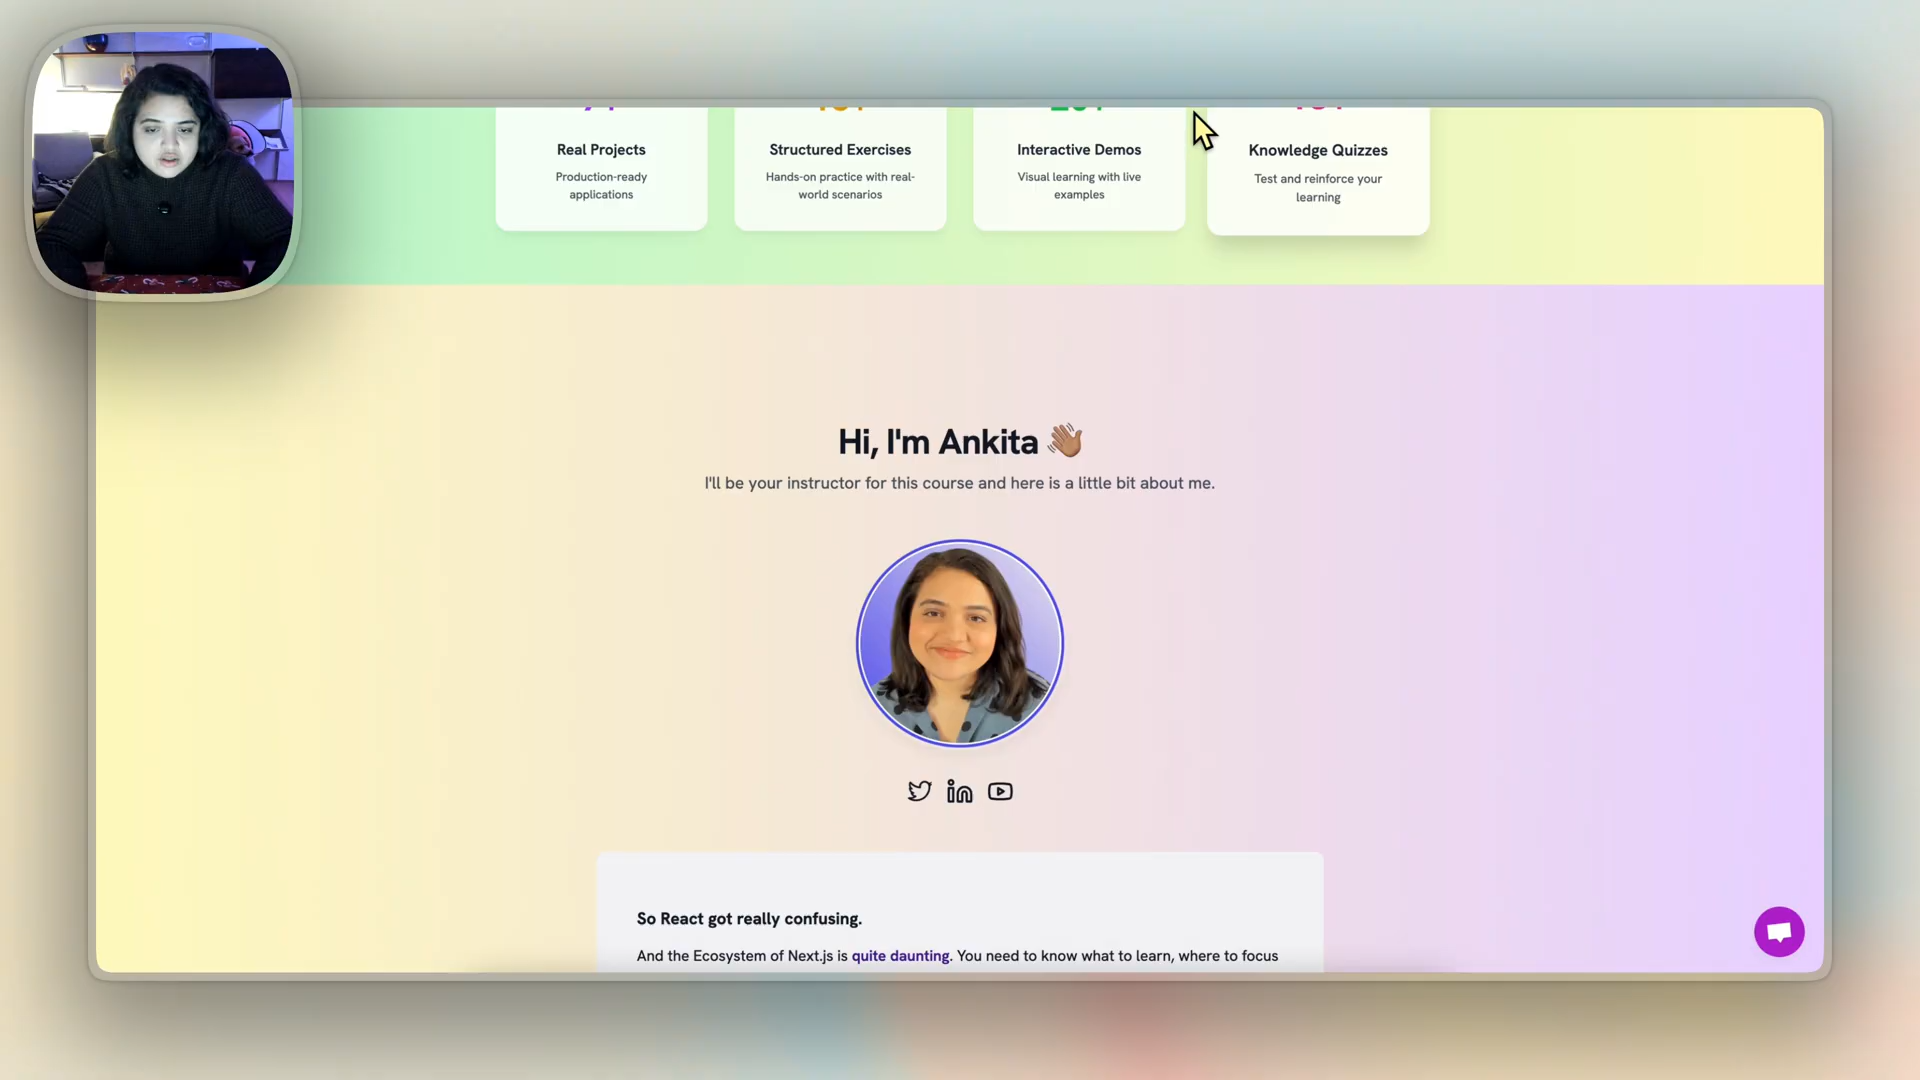 Real Projects
Production-ready
applications
Structured Exercises
Hands-on practice with real-
world scenarios
Interactive Demos
Visual learning with live
examples
Knowledge Quizzes
Test and reinforce your
learning
Hi, I'm Ankita 👋🏽
I'll be your instructor for this course and here is a little bit about me.
So React got really confusing.
And the Ecosystem of Next.js is quite daunting. You need to know what to learn, where to focus